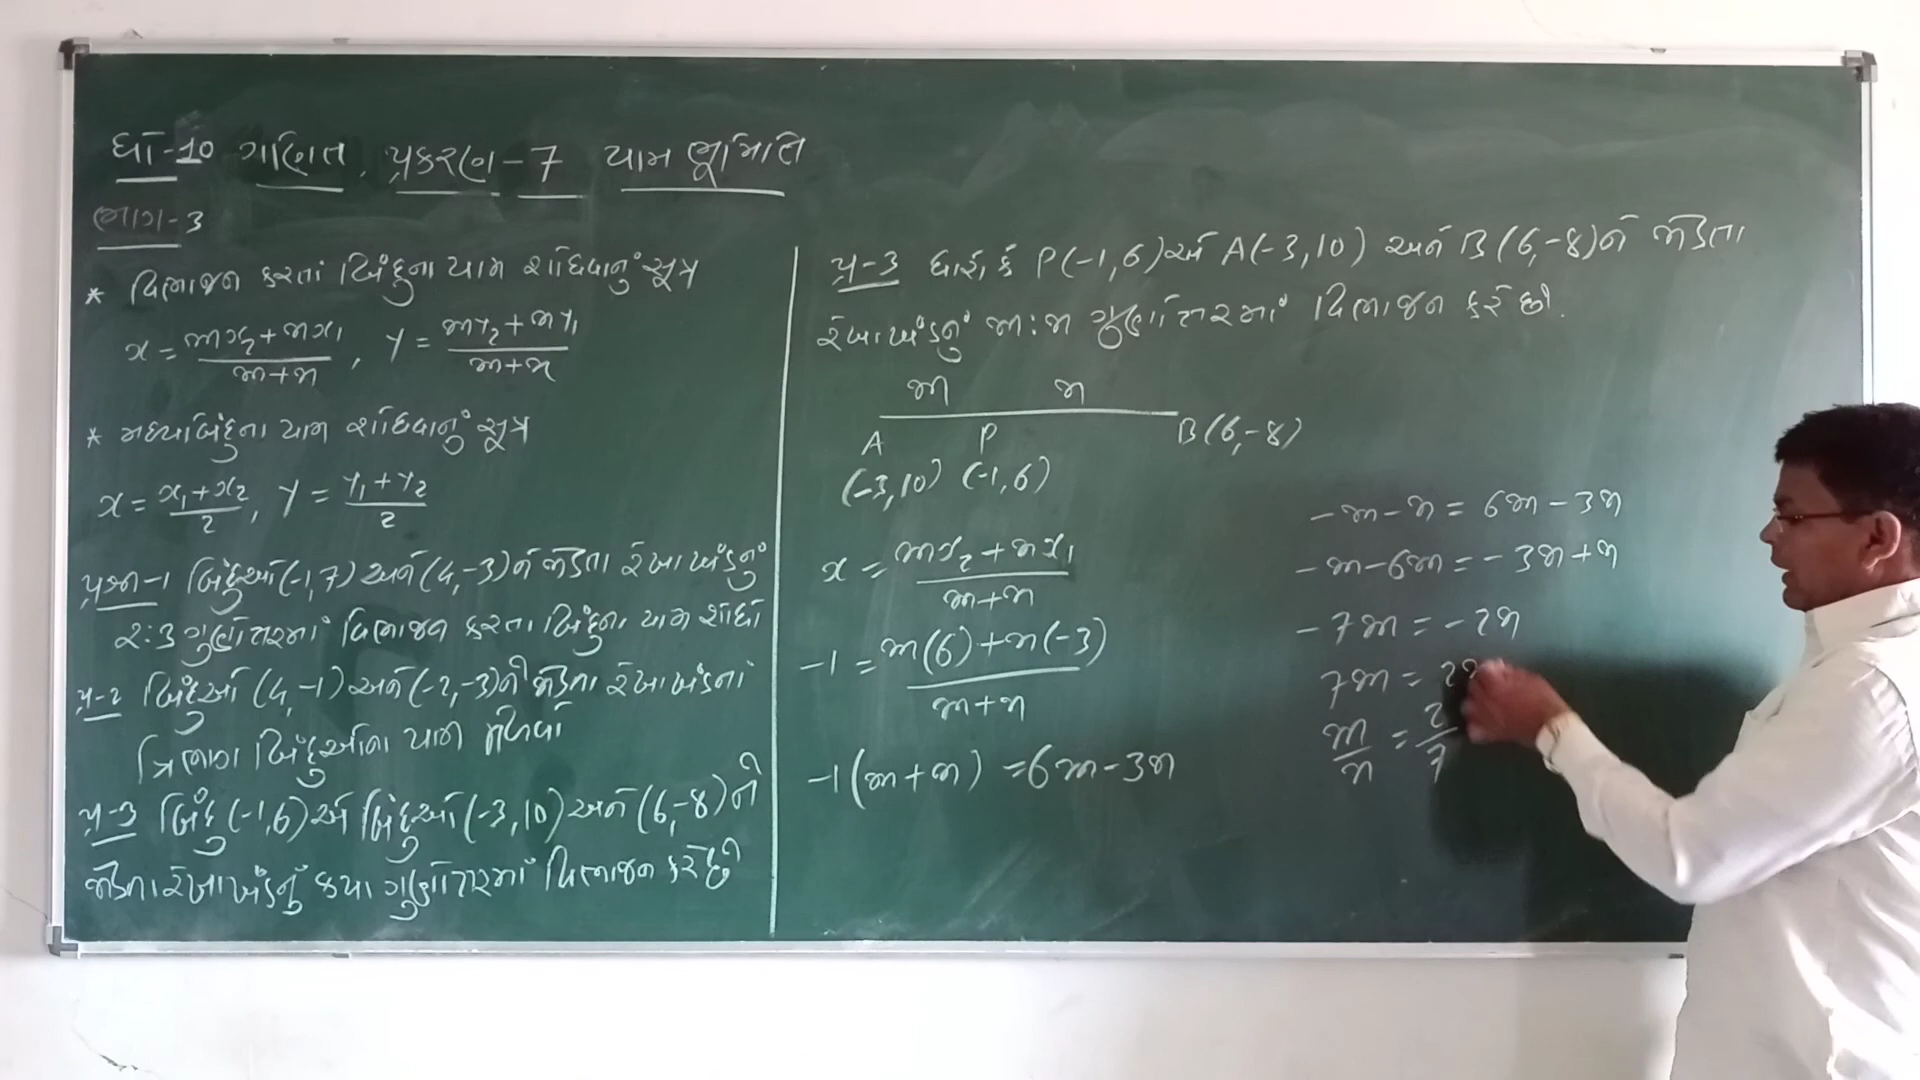 ધો-10 ગણિત, પ્રકરણ-7 યામ ભૂમિતિ
ભાગ-3
* વિભાજન કરતાં બિંદુના યામ શોધવાનું સૂત્ર
x = mx₂+nx₁ / m+n , y = my₂+ny₁ / m+n
* મધ્યબિંદુના યામ શોધવાનું સૂત્ર
x = x₁+x₂ / 2 , y = y₁+y₂ / 2
પ્રશ્ન-1 બિંદુઓ (-1,7) અને (4,-3)ને જોડતા રેખાખંડનું
2:3 ગુણોત્તરમાં વિભાજન કરતા બિંદુના યામ શોધો
પ્ર-2 બિંદુઓ (4,-1) અને (-2,-3)ની જોડતા રેખાખંડનાં
ત્રિભાગ બિંદુઓના યામ મેળવો
પ્ર-3 બિંદુ (-1,6)એ બિંદુઓ (-3,10) અને (6,-8)ની
જોડતા રેખાખંડનું કયા ગુણોત્તરમાં વિભાજન કરે છે
પ્ર-3 ધારો કે P(-1,6)એ A(-3,10) અને B(6,-8)ને જોડતા
રેખાખંડનું m:n ગુણોત્તરમાં વિભાજન કરે છે.
m n
A P B(6,-8)
(-3,10) (-1,6)
x = mx₂+nx₁ / m+n
-1 = m(6)+n(-3) / m+n
-1(m+n) = 6m-3n
-m-n = 6m-3n
-m-6m = -3n+n
-7m = -2n
7m = 2n
m/n = 2/7